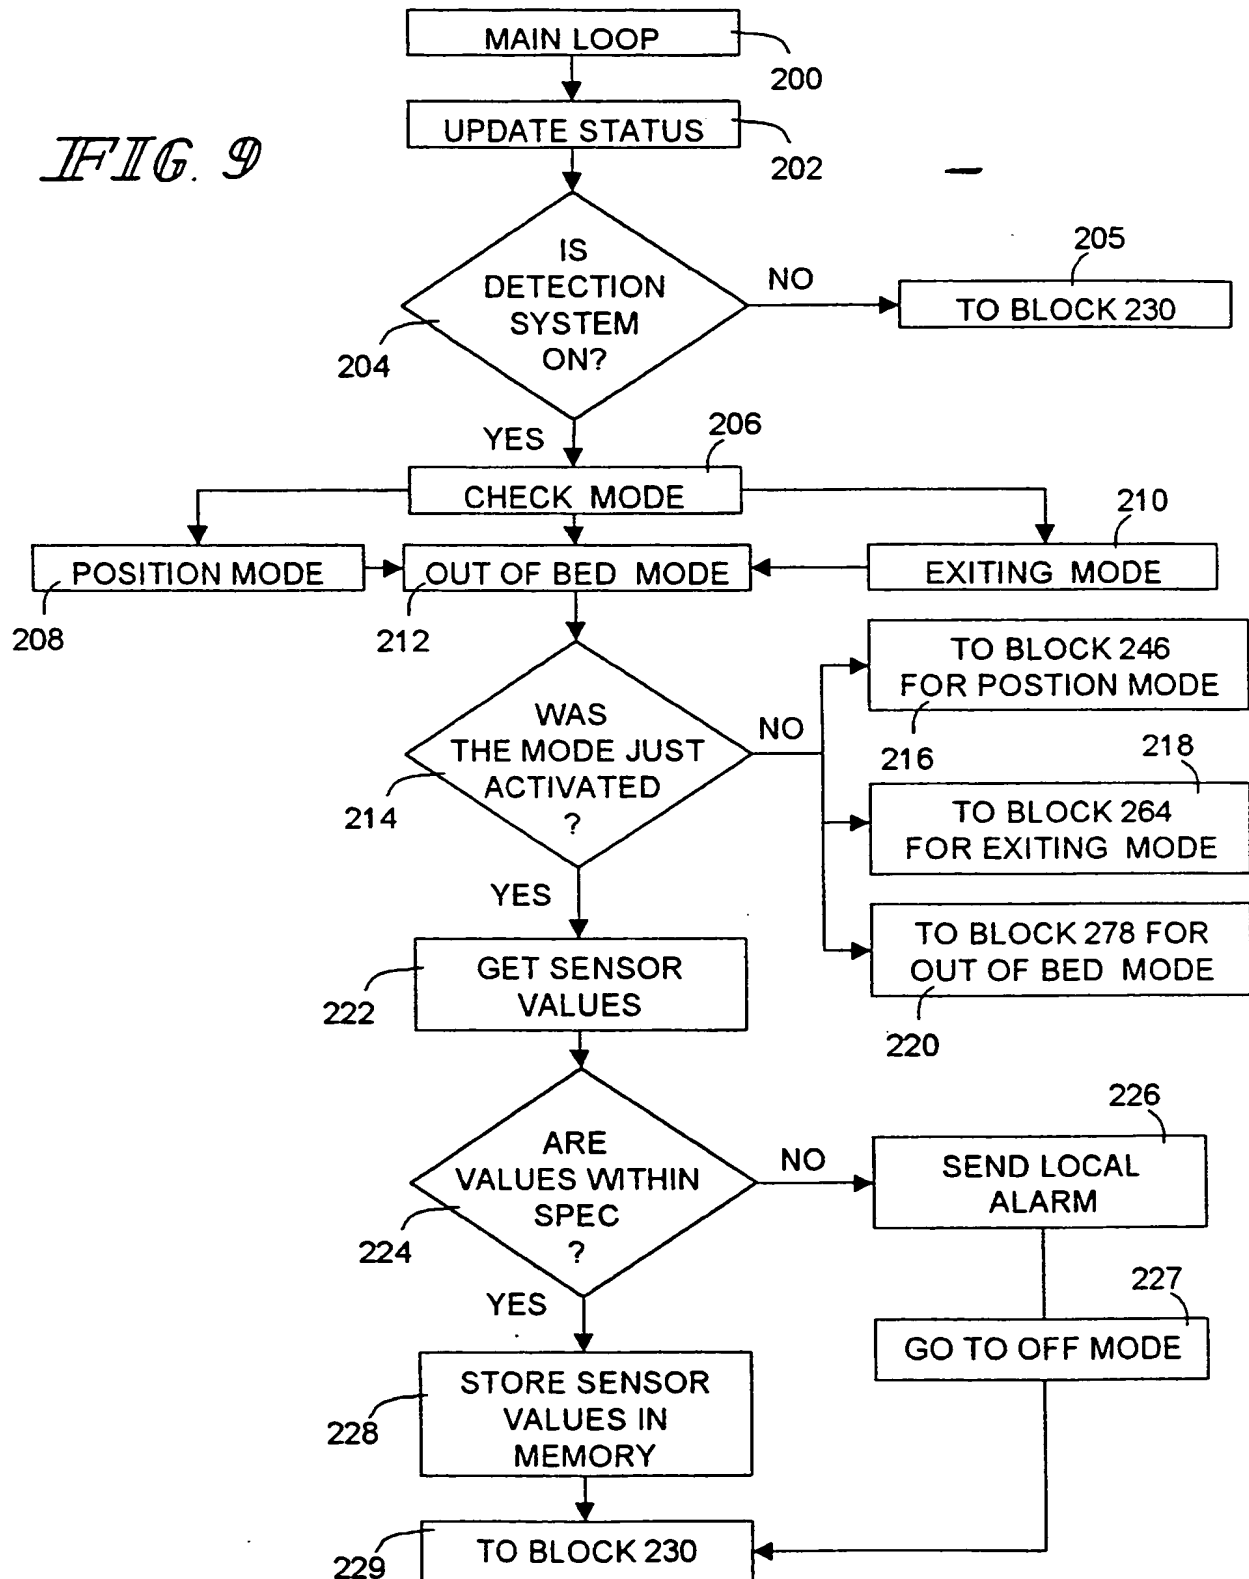 MAIN LOOP
200
UPDATE STATUS
202
FIG. 9
IS
DETECTION
SYSTEM
ON?
204
NO
205
TO BLOCK 230
YES
206
CHECK MODE
210
POSITION MODE
OUT OF BED MODE
EXITING MODE
208
212
WAS
THE MODE JUST
ACTIVATED
?
214
NO
TO BLOCK 246
FOR POSTION MODE
216
218
TO BLOCK 264
FOR EXITING MODE
TO BLOCK 278 FOR
OUT OF BED MODE
220
YES
GET SENSOR
VALUES
222
ARE
VALUES WITHIN
SPEC
?
224
NO
226
SEND LOCAL
ALARM
227
GO TO OFF MODE
YES
STORE SENSOR
VALUES IN
MEMORY
228
TO BLOCK 230
229